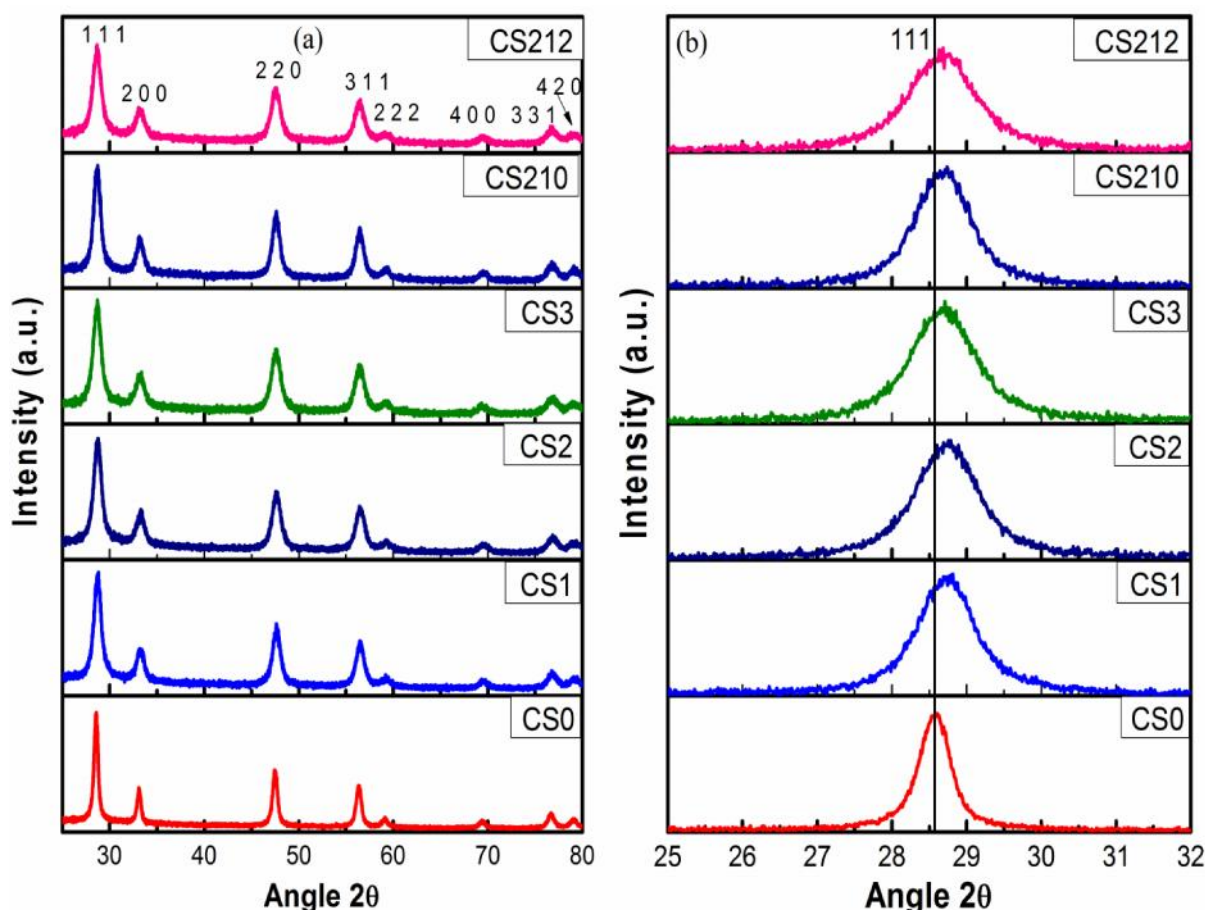 (a)
CS212
1 1 1
2 0 0
2 2 0
3 1 1
2 2 2
4 0 0
3 3 1
4 2 0
CS210
CS3
CS2
CS1
CS0
Intensity (a.u.)
30 40 50 60 70 80
Angle 2θ
(b)
111
CS212
CS210
CS3
CS2
CS1
CS0
Intensity (a.u.)
25 26 27 28 29 30 31 32
Angle 2θ